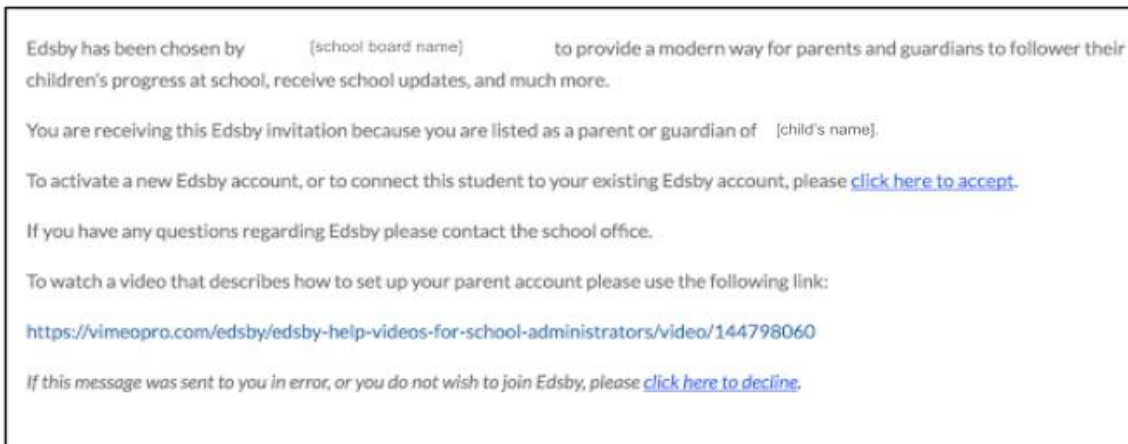 Edsby has been chosen by [school board name] to provide a modern way for parents and guardians to follower their
children's progress at school, receive school updates, and much more.
You are receiving this Edsby invitation because you are listed as a parent or guardian of [child's name].
To activate a new Edsby account, or to connect this student to your existing Edsby account, please click here to accept.
If you have any questions regarding Edsby please contact the school office.
To watch a video that describes how to set up your parent account please use the following link:
https://vimeopro.com/edsby/edsby-help-videos-for-school-administrators/video/144798060
If this message was sent to you in error, or you do not wish to join Edsby, please click here to decline.